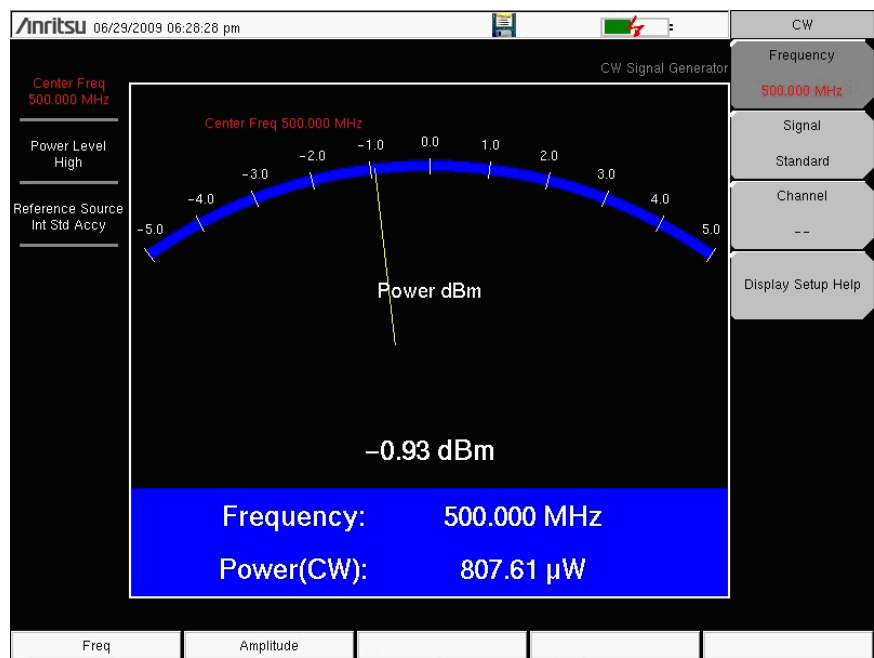 Anritsu 06/29/2009 06:28:28 pm
CW
CW Signal Generator
Center Freq
500.000 MHz
Power Level
High
Reference Source
Int Std Accy
Center Freq 500.000 MHz
-5.0 -4.0 -3.0 -2.0 -1.0 0.0 1.0 2.0 3.0 4.0 5.0
Power dBm
-0.93 dBm
Frequency: 500.000 MHz
Power(CW): 807.61 µW
Frequency
500.000 MHz
Signal
Standard
Channel
--
Display Setup Help
Freq
Amplitude